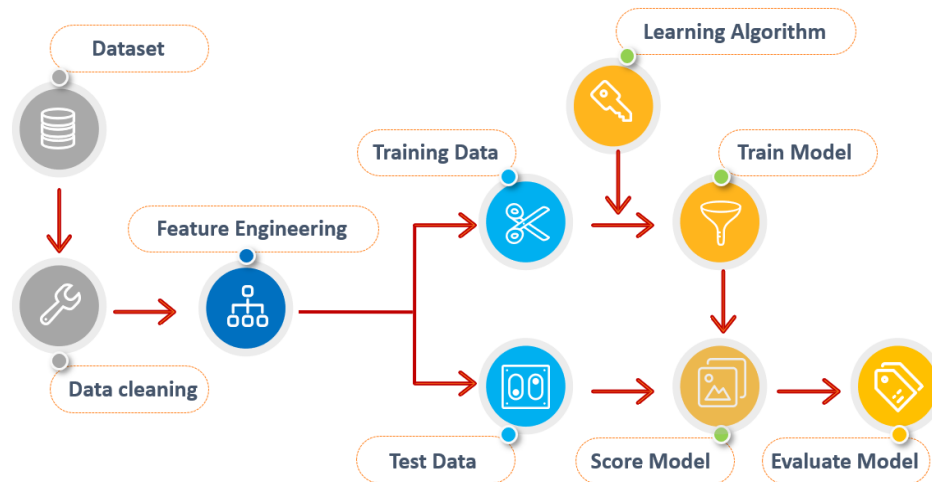 Dataset
Learning Algorithm
Training Data
Train Model
Feature Engineering
Data cleaning
Test Data
Score Model
Evaluate Model